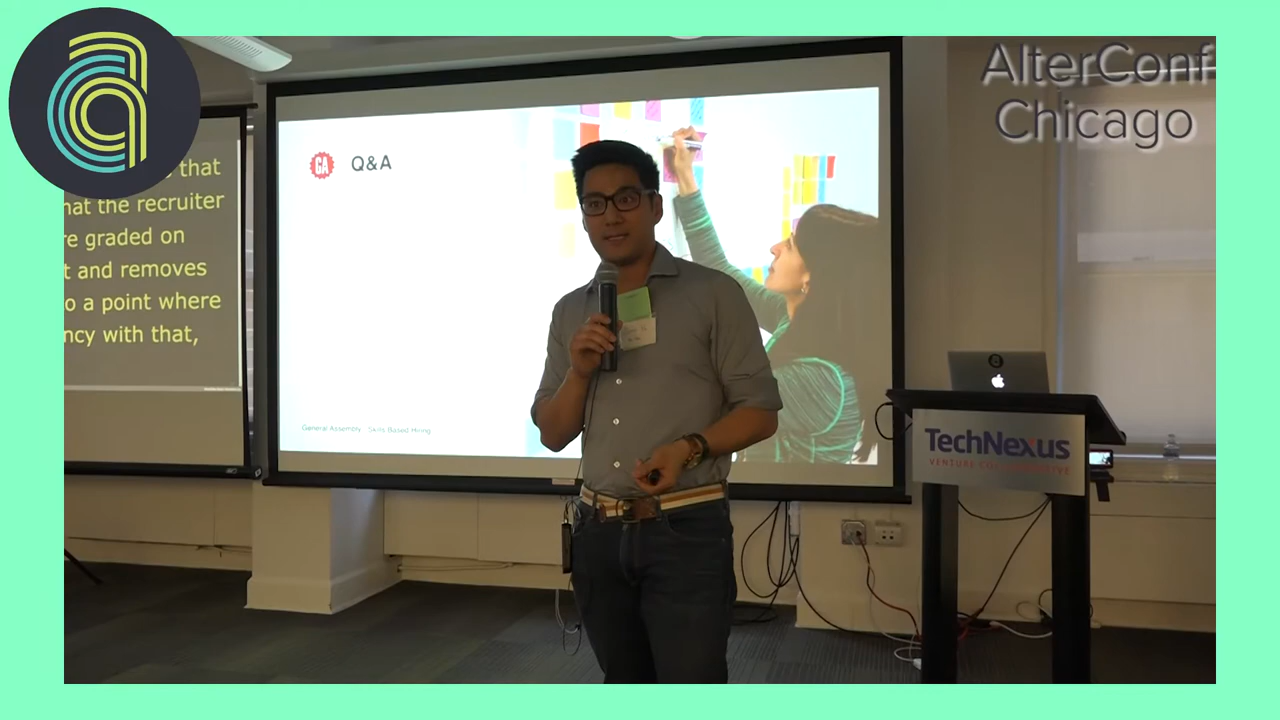 AlterConf
Chicago
that
hat the recruiter
re graded on
t and removes
o a point where
ncy with that,
GA
Q&A
General Assembly
Skills Based Hiring
TechNexus
VENTURE COLLABORATIVE